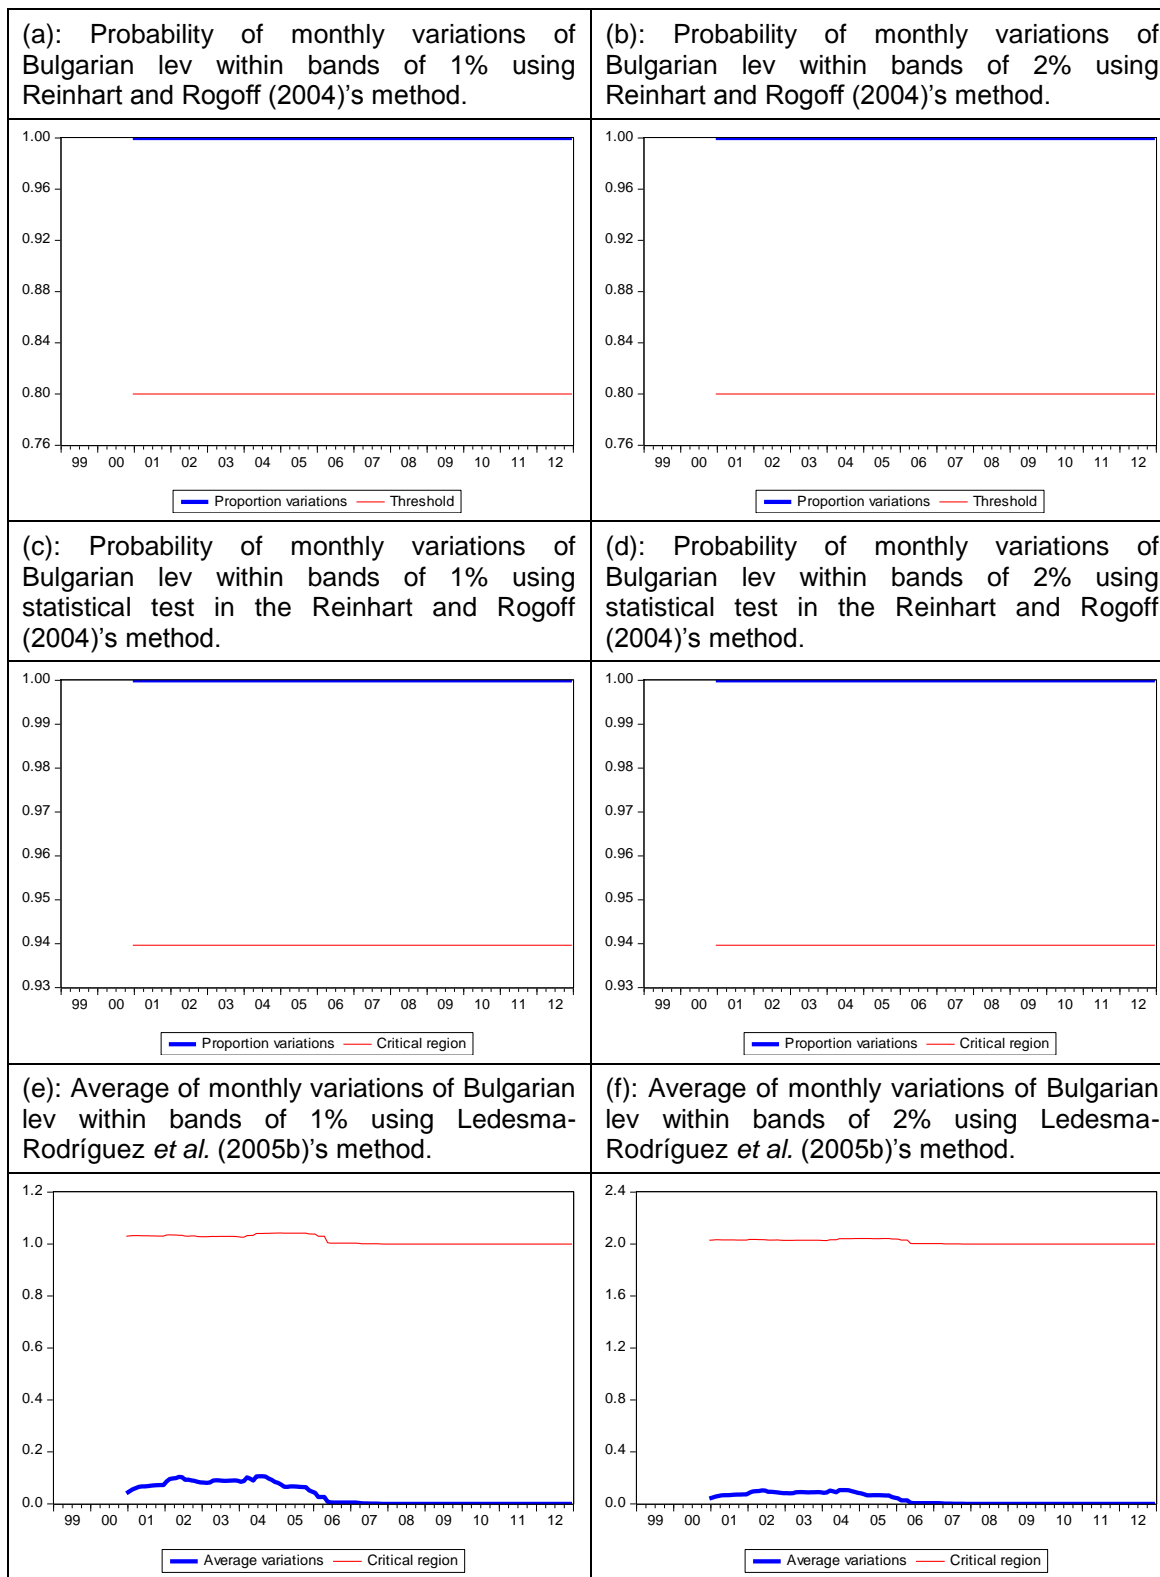 (a): Probability of monthly variations of
Bulgarian lev within bands of 1% using
Reinhart and Rogoff (2004)'s method.
(b): Probability of monthly variations of
Bulgarian lev within bands of 2% using
Reinhart and Rogoff (2004)'s method.
1.00
0.96
0.92
0.88
0.84
0.80
0.76
99 00 01 02 03 04 05 06 07 08 09 10 11 12
Proportion variations Threshold
1.00
0.96
0.92
0.88
0.84
0.80
0.76
99 00 01 02 03 04 05 06 07 08 09 10 11 12
Proportion variations Threshold
(c): Probability of monthly variations of
Bulgarian lev within bands of 1% using
statistical test in the Reinhart and Rogoff
(2004)'s method.
(d): Probability of monthly variations of
Bulgarian lev within bands of 2% using
statistical test in the Reinhart and Rogoff
(2004)'s method.
1.00
0.99
0.98
0.97
0.96
0.95
0.94
0.93
99 00 01 02 03 04 05 06 07 08 09 10 11 12
Proportion variations Critical region
1.00
0.99
0.98
0.97
0.96
0.95
0.94
0.93
99 00 01 02 03 04 05 06 07 08 09 10 11 12
Proportion variations Critical region
(e): Average of monthly variations of Bulgarian
lev within bands of 1% using Ledesma-
Rodríguez et al. (2005b)'s method.
(f): Average of monthly variations of Bulgarian
lev within bands of 2% using Ledesma-
Rodríguez et al. (2005b)'s method.
1.2
1.0
0.8
0.6
0.4
0.2
0.0
99 00 01 02 03 04 05 06 07 08 09 10 11 12
Average variations Critical region
2.4
2.0
1.6
1.2
0.8
0.4
0.0
99 00 01 02 03 04 05 06 07 08 09 10 11 12
Average variations Critical region